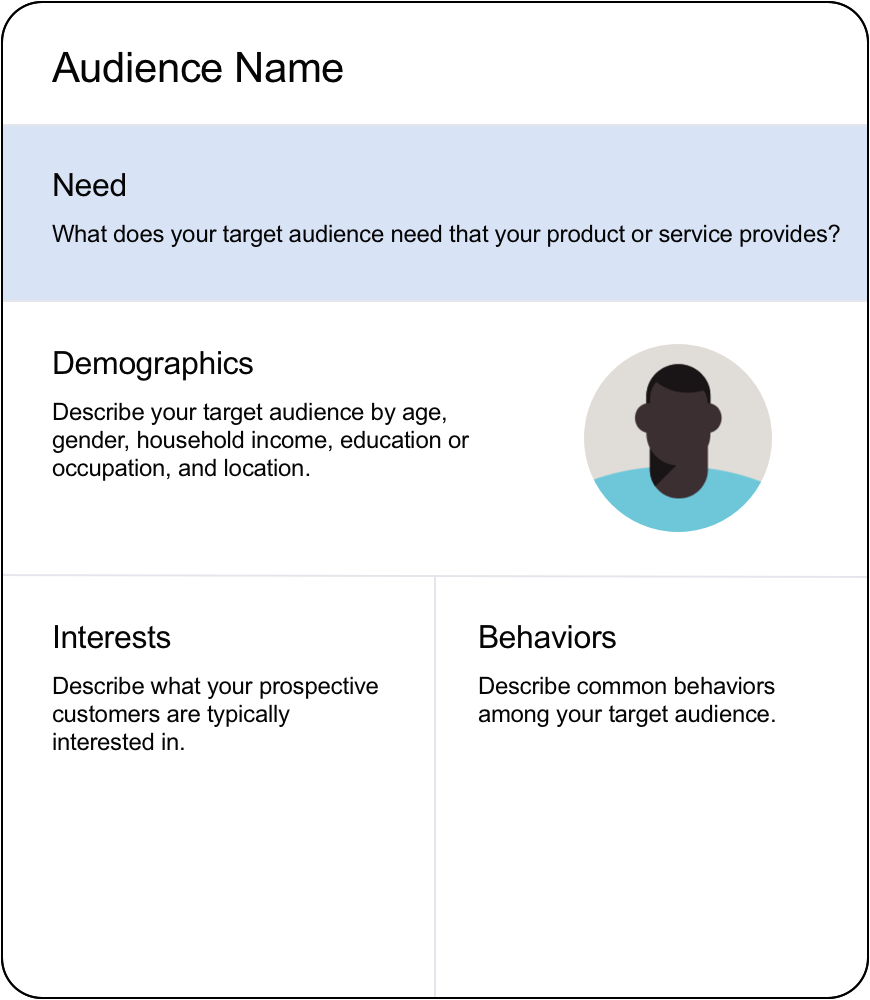 Audience Name
Need
What does your target audience need that your product or service provides?
Demographics
Describe your target audience by age,
gender, household income, education or
occupation, and location.
Interests
Describe what your prospective
customers are typically
interested in.
Behaviors
Describe common behaviors
among your target audience.